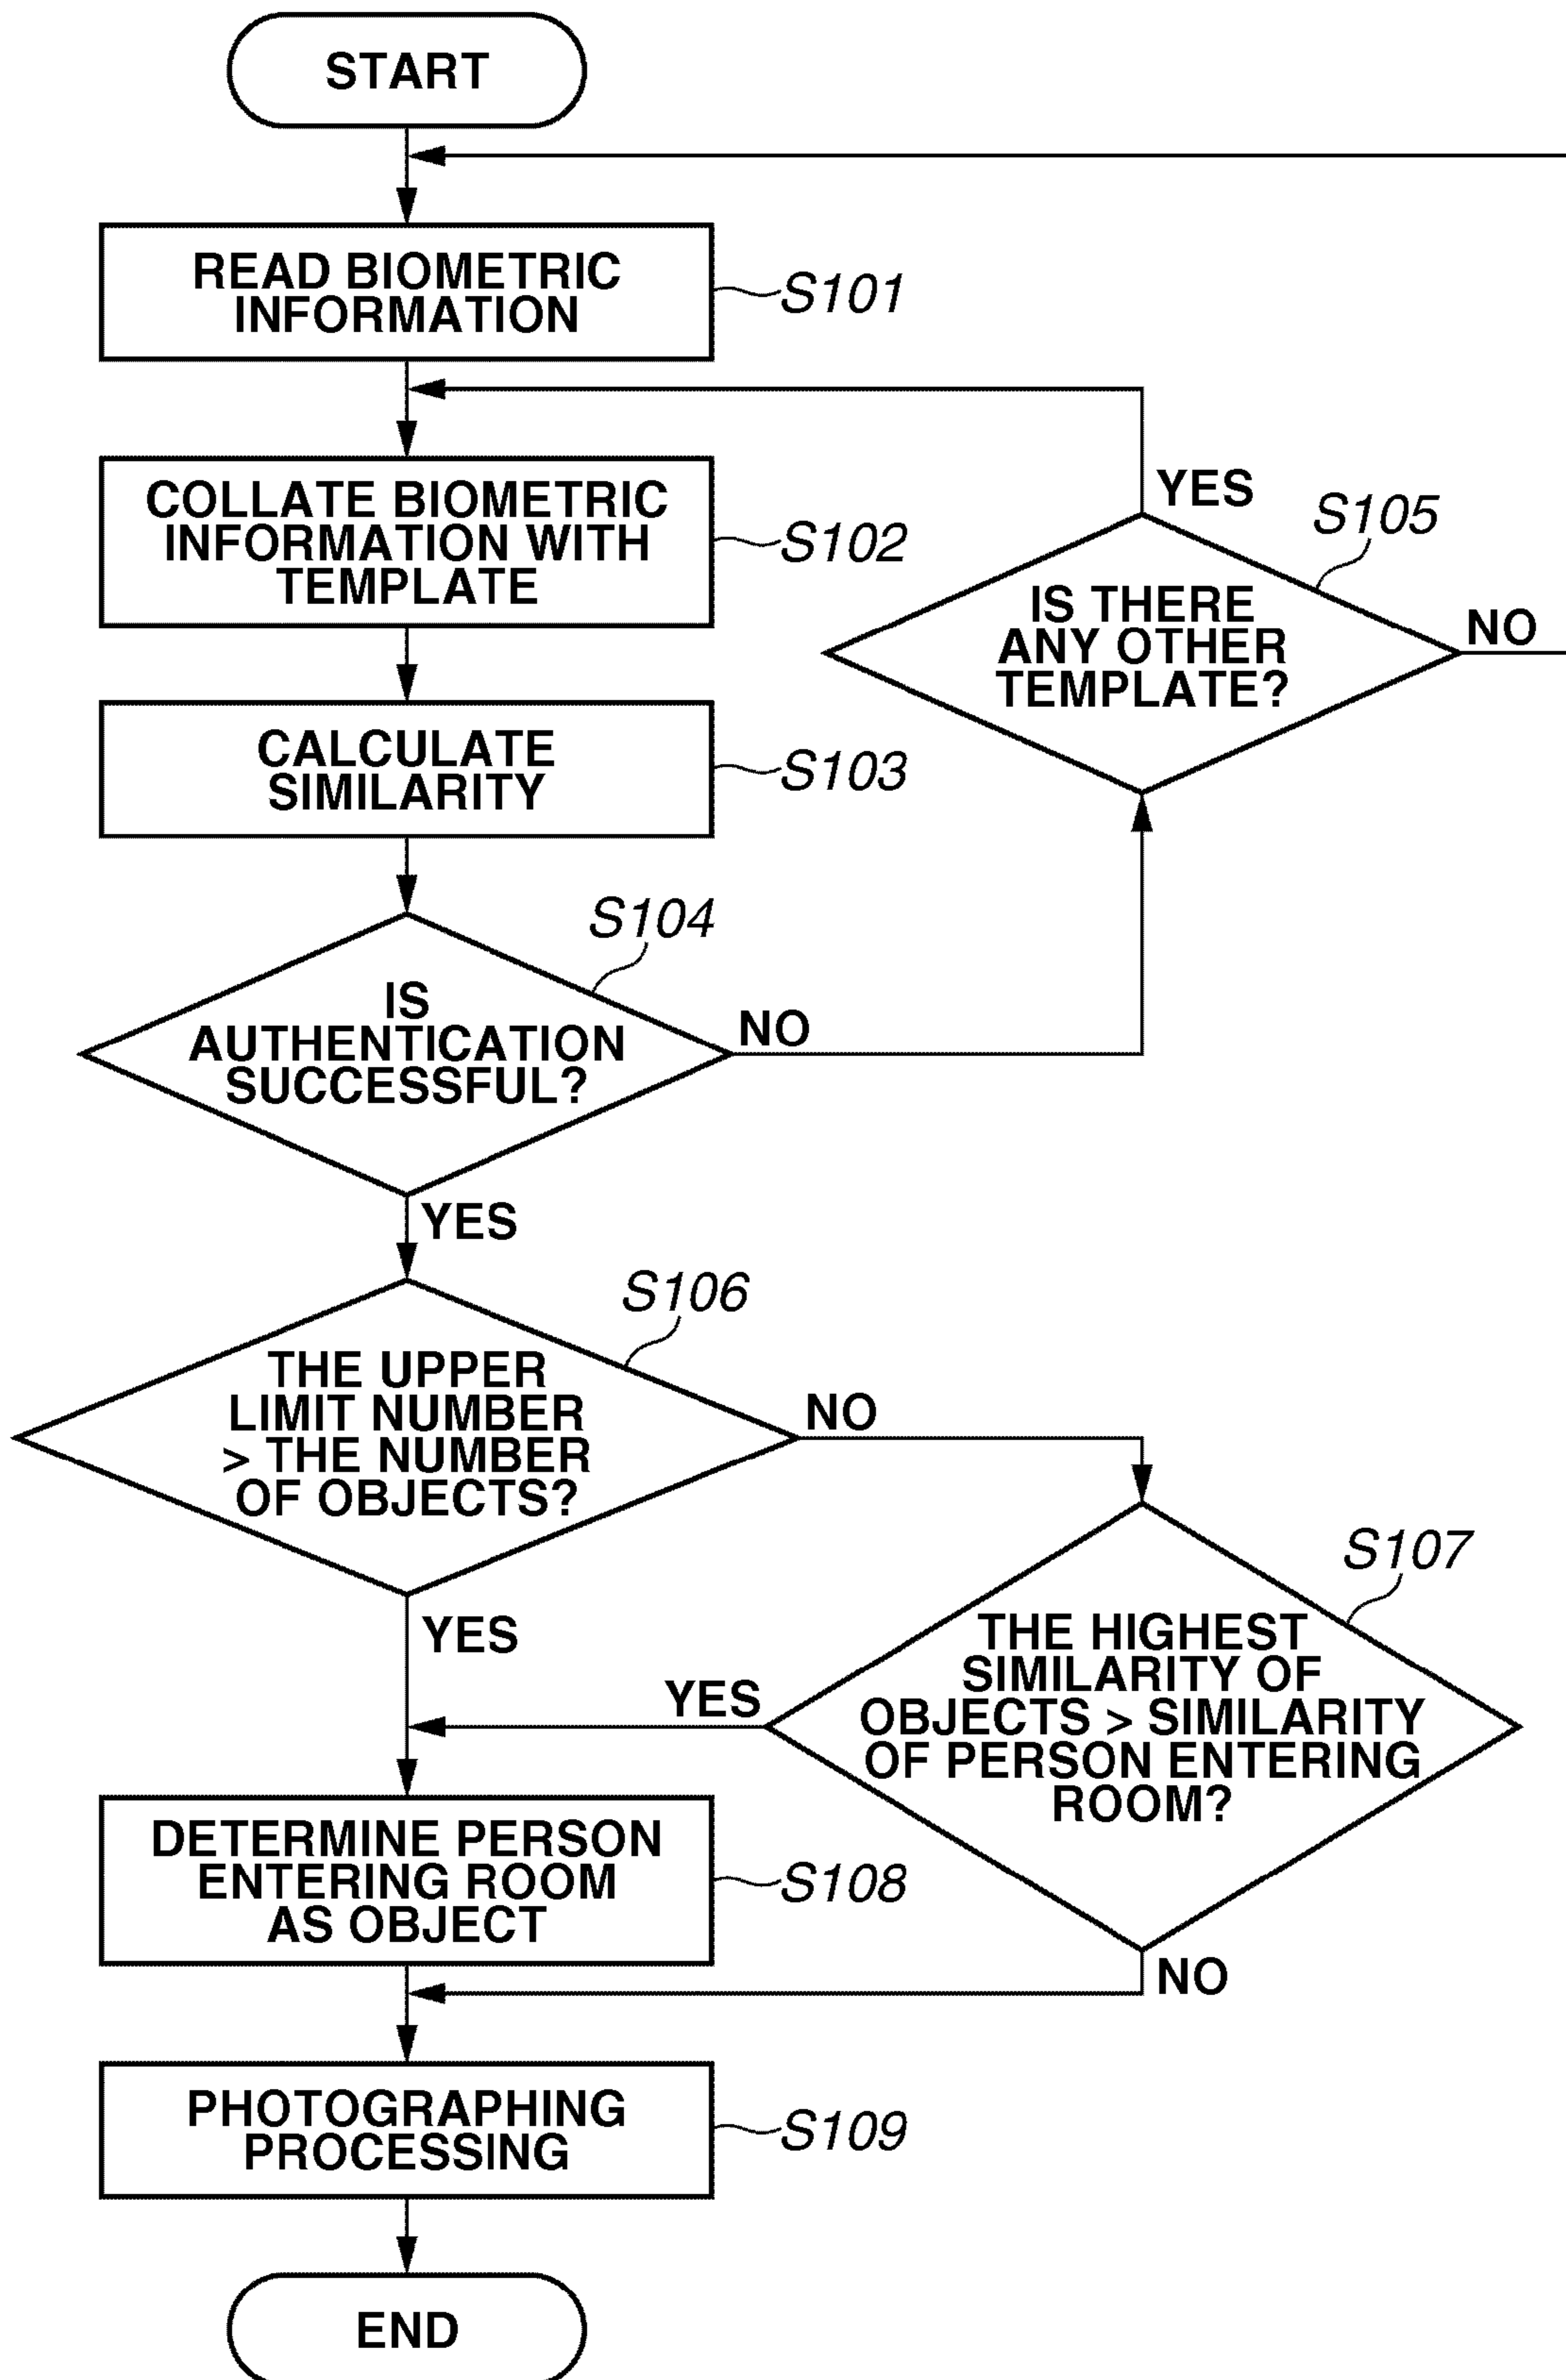 START
READ BIOMETRIC
INFORMATION
S101
COLLATE BIOMETRIC
INFORMATION WITH
TEMPLATE
S102
YES
S105
IS THERE
ANY OTHER
TEMPLATE?
NO
CALCULATE
SIMILARITY
S103
S104
IS
AUTHENTICATION
SUCCESSFUL?
NO
YES
S106
THE UPPER
LIMIT NUMBER
> THE NUMBER
OF OBJECTS?
NO
YES
S107
THE HIGHEST
SIMILARITY OF
OBJECTS > SIMILARITY
OF PERSON ENTERING
ROOM?
YES
NO
DETERMINE PERSON
ENTERING ROOM
AS OBJECT
S108
PHOTOGRAPHING
PROCESSING
S109
END